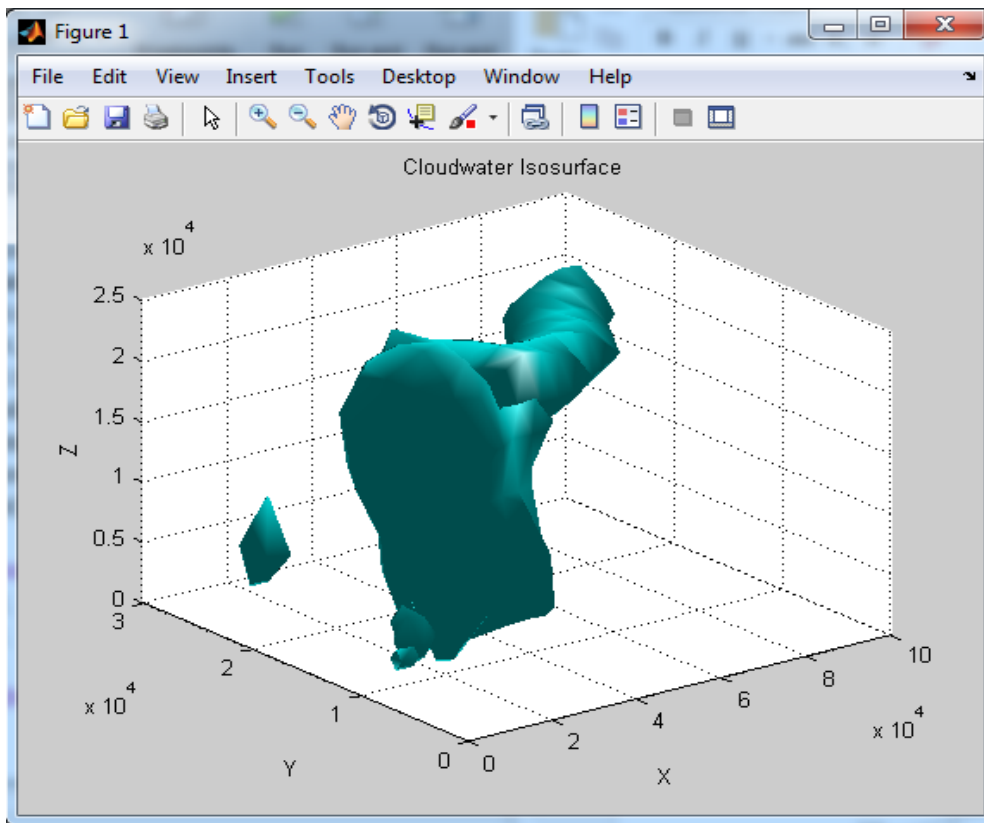 Figure 1
File Edit View Insert Tools Desktop Window Help
Cloudwater Isosurface
x 10^4
2.5
2
1.5
1
0.5
0
Z
3
2
1
0
x 10^4
Y
0
2
4
6
8
10
x 10^4
X